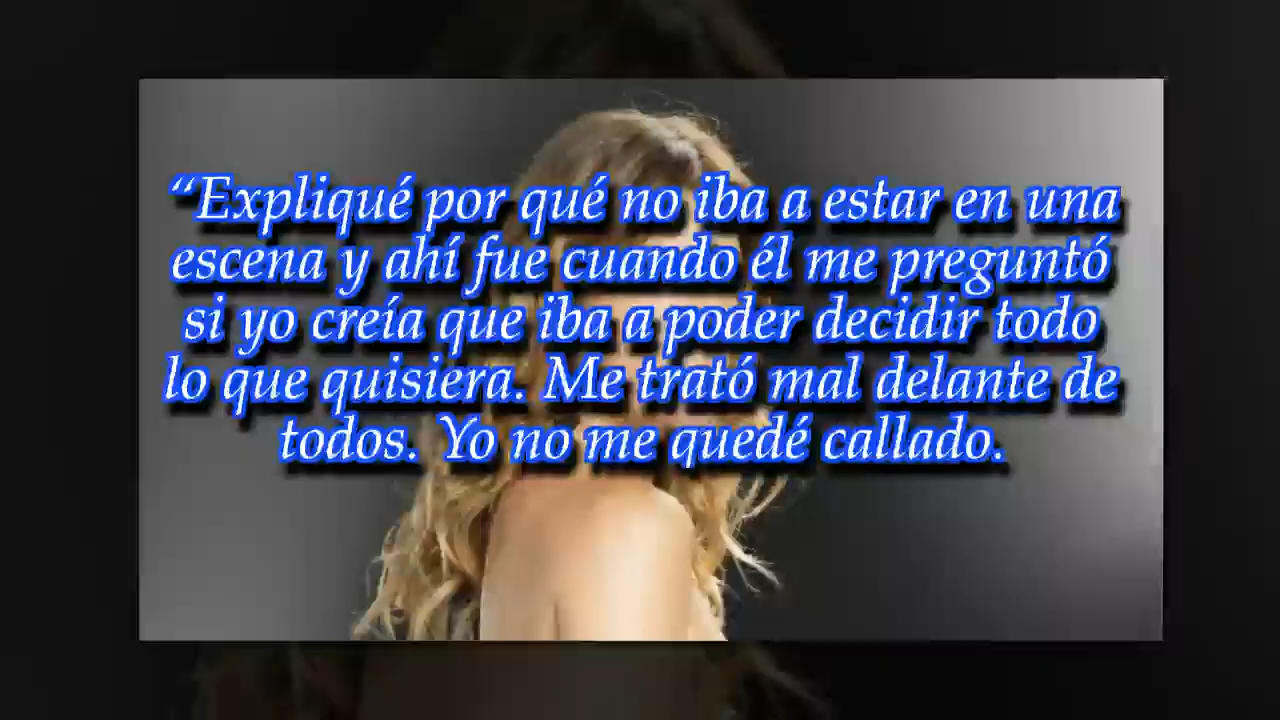 “Expliqué por qué no iba a estar en una
escena y ahí fue cuando él me preguntó
si yo creía que iba a poder decidir todo
lo que quisiera. Me trató mal delante de
todos. Yo no me quedé callado.